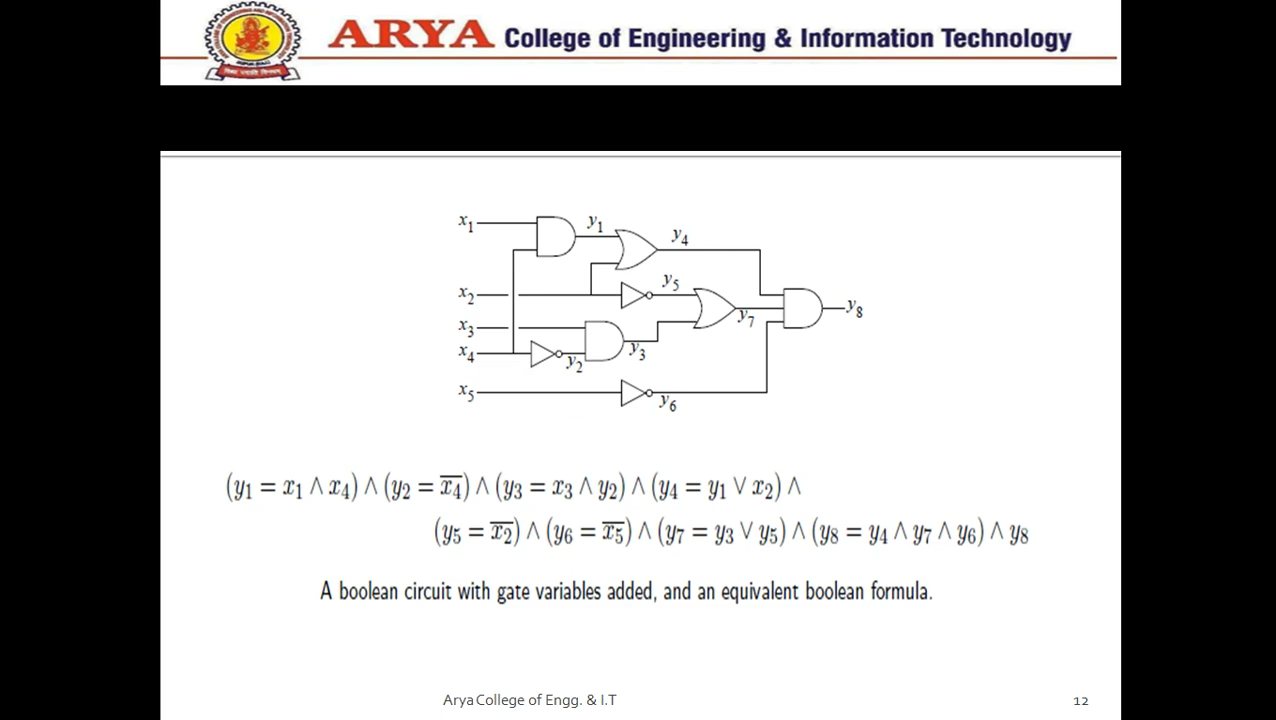 ARYA College of Engineering & Information Technology
x₁
y₁
y₄
x₂
y₅
x₃
y₇
y₈
x₄
y₂
y₃
x₅
y₆
(y₁ = x₁ ∧ x₄) ∧ (y₂ = x̅₄) ∧ (y₃ = x₃ ∧ y₂) ∧ (y₄ = y₁ ∨ x₂) ∧
(y₅ = x̅₂) ∧ (y₆ = x̅₅) ∧ (y₇ = y₃ ∨ y₅) ∧ (y₈ = y₄ ∧ y₇ ∧ y₆) ∧ y₈
A boolean circuit with gate variables added, and an equivalent boolean formula.
Arya College of Engg. & I.T
12